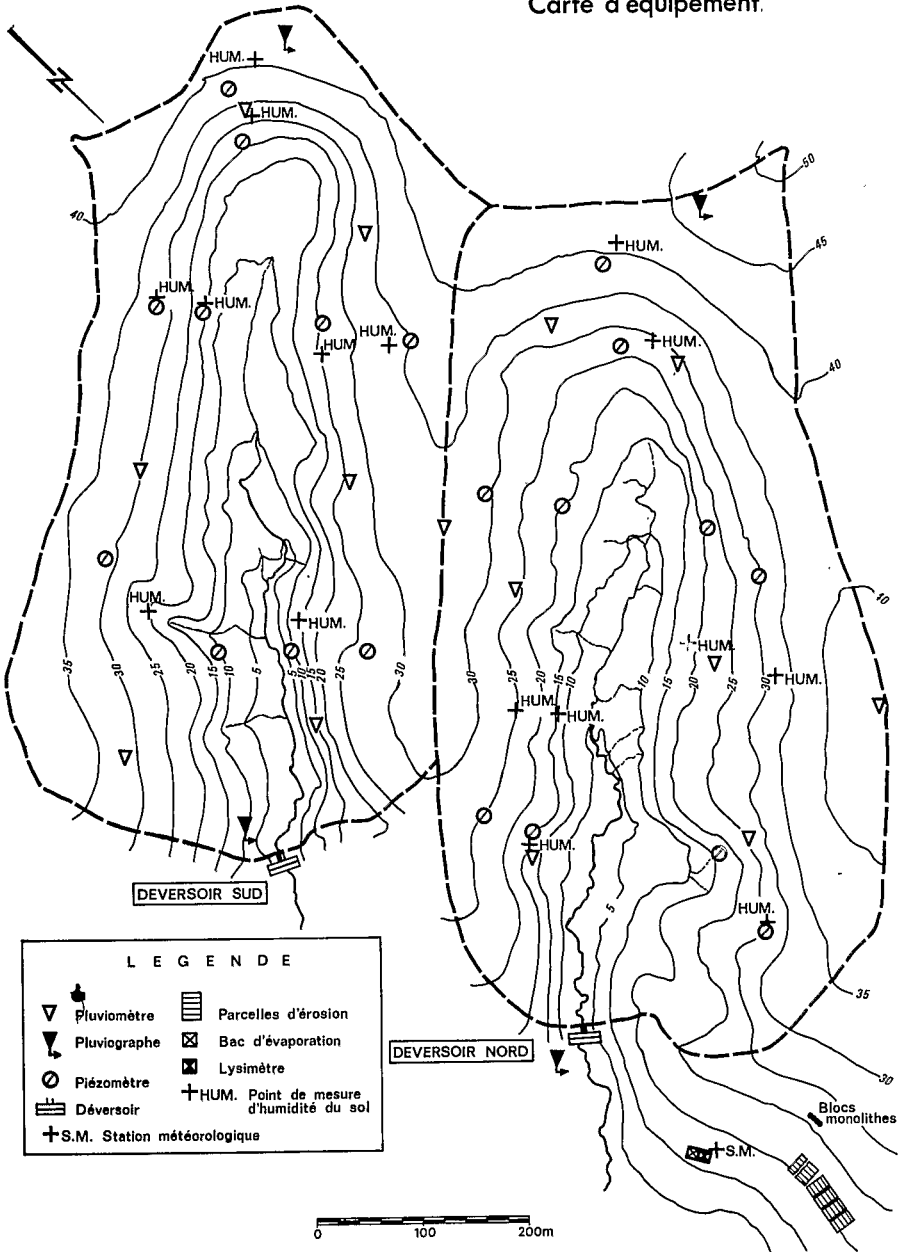 Carte d'équipement.
HUM.
HUM.
50
40
HUM.
45
HUM.
HUM.
HUM.
HUM.
HUM.
HUM.
40
HUM.
HUM.
40
HUM.
35
30
25
20
15
10
5
5
10
15
20
25
30
30
25
20
15
10
10
15
20
25
30
HUM.
HUM.
HUM.
HUM.
5
HUM.
35
DEVERSOIR SUD
DEVERSOIR NORD
30
Blocs
monolithes
S.M.
LEGENDE
Pluviomètre
Parcelles d'érosion
Pluviographe
Bac d'évaporation
Lysimètre
Piézomètre
HUM. Point de mesure
d'humidité du sol
Déversoir
S.M. Station météorologique
0 100 200m